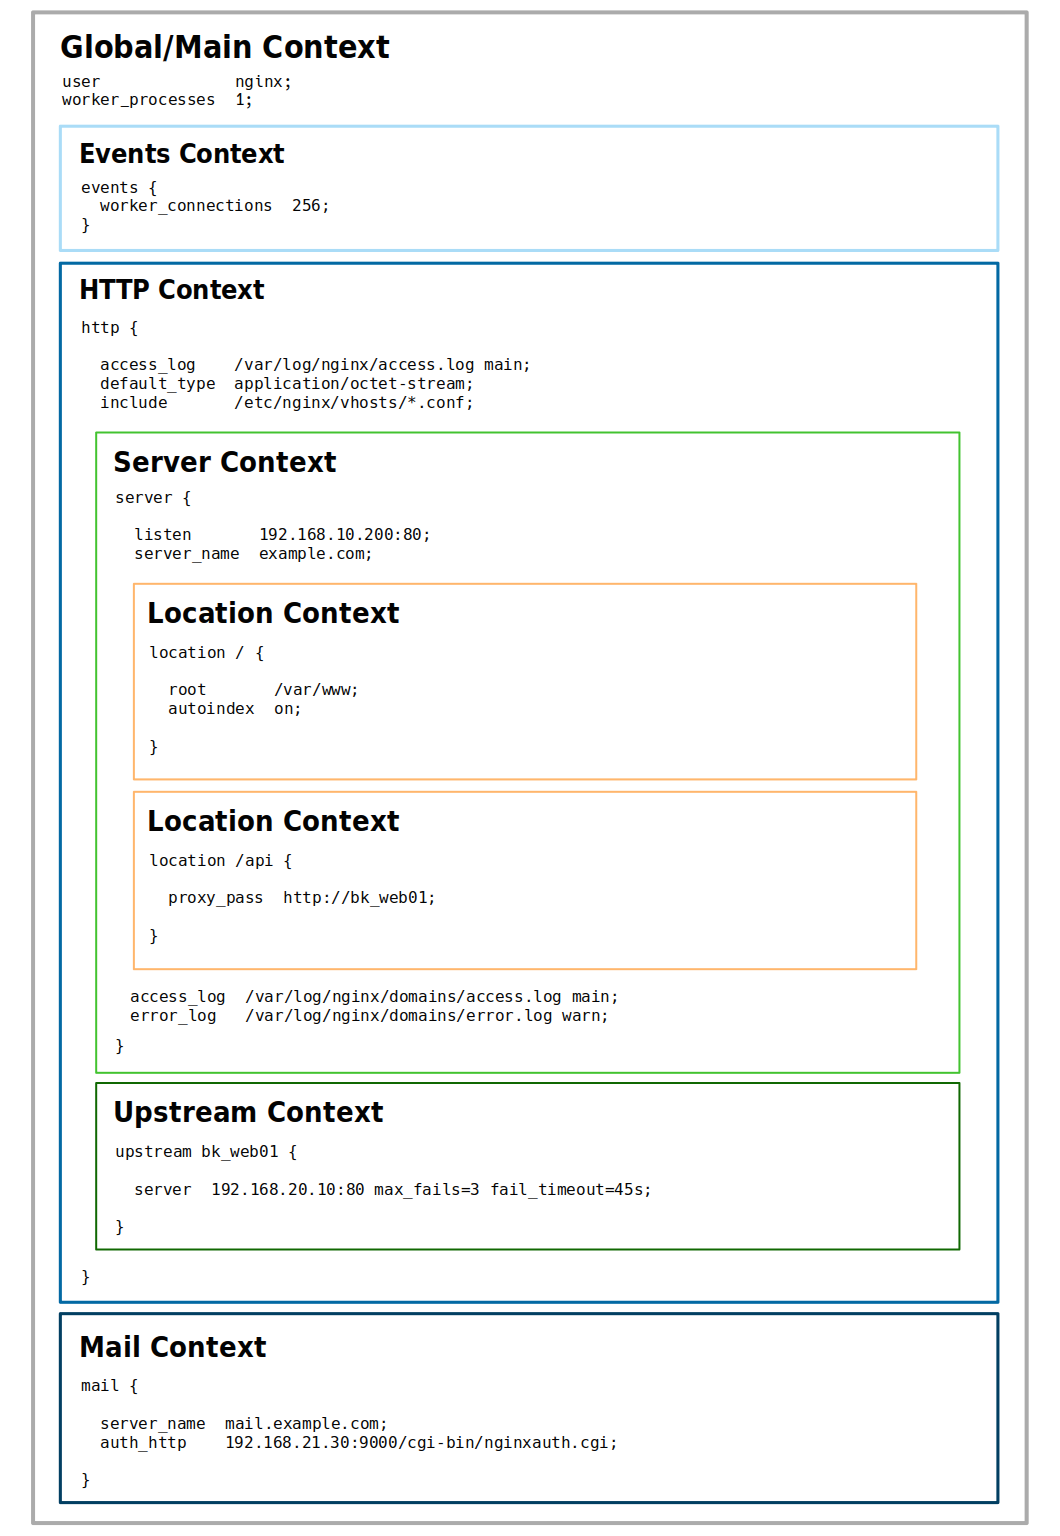 Global/Main Context
user              nginx;
worker_processes  1;
Events Context
events {
  worker_connections  256;
}
HTTP Context
http {
  access_log    /var/log/nginx/access.log main;
  default_type  application/octet-stream;
  include       /etc/nginx/vhosts/*.conf;
Server Context
server {
  listen       192.168.10.200:80;
  server_name  example.com;
Location Context
location / {
  root       /var/www;
  autoindex  on;
}
Location Context
location /api {
  proxy_pass  http://bk_web01;
}
access_log  /var/log/nginx/domains/access.log main;
error_log   /var/log/nginx/domains/error.log warn;
}
Upstream Context
upstream bk_web01 {
  server  192.168.20.10:80 max_fails=3 fail_timeout=45s;
}
}
Mail Context
mail {
  server_name  mail.example.com;
  auth_http    192.168.21.30:9000/cgi-bin/nginxauth.cgi;
}